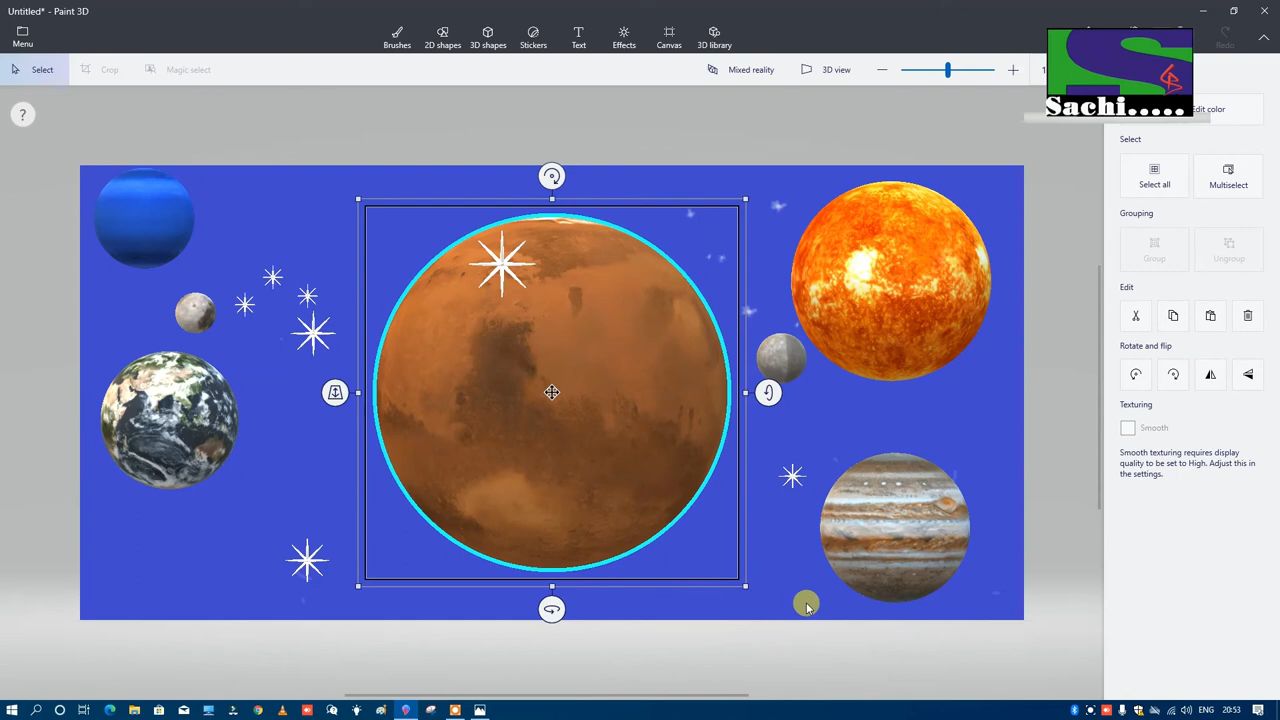 Untitled* - Paint 3D
Menu
Brushes
2D shapes
3D shapes
Stickers
Text
Effects
Canvas
3D library
Redo
Select
Crop
Magic select
Mixed reality
3D view
Sachi.....
Edit color
Select
Select all
Multiselect
Grouping
Group
Ungroup
Edit
Rotate and flip
Texturing
Smooth
Smooth texturing requires display
quality to be set to High. Adjust this in
the settings.
ENG
20:53